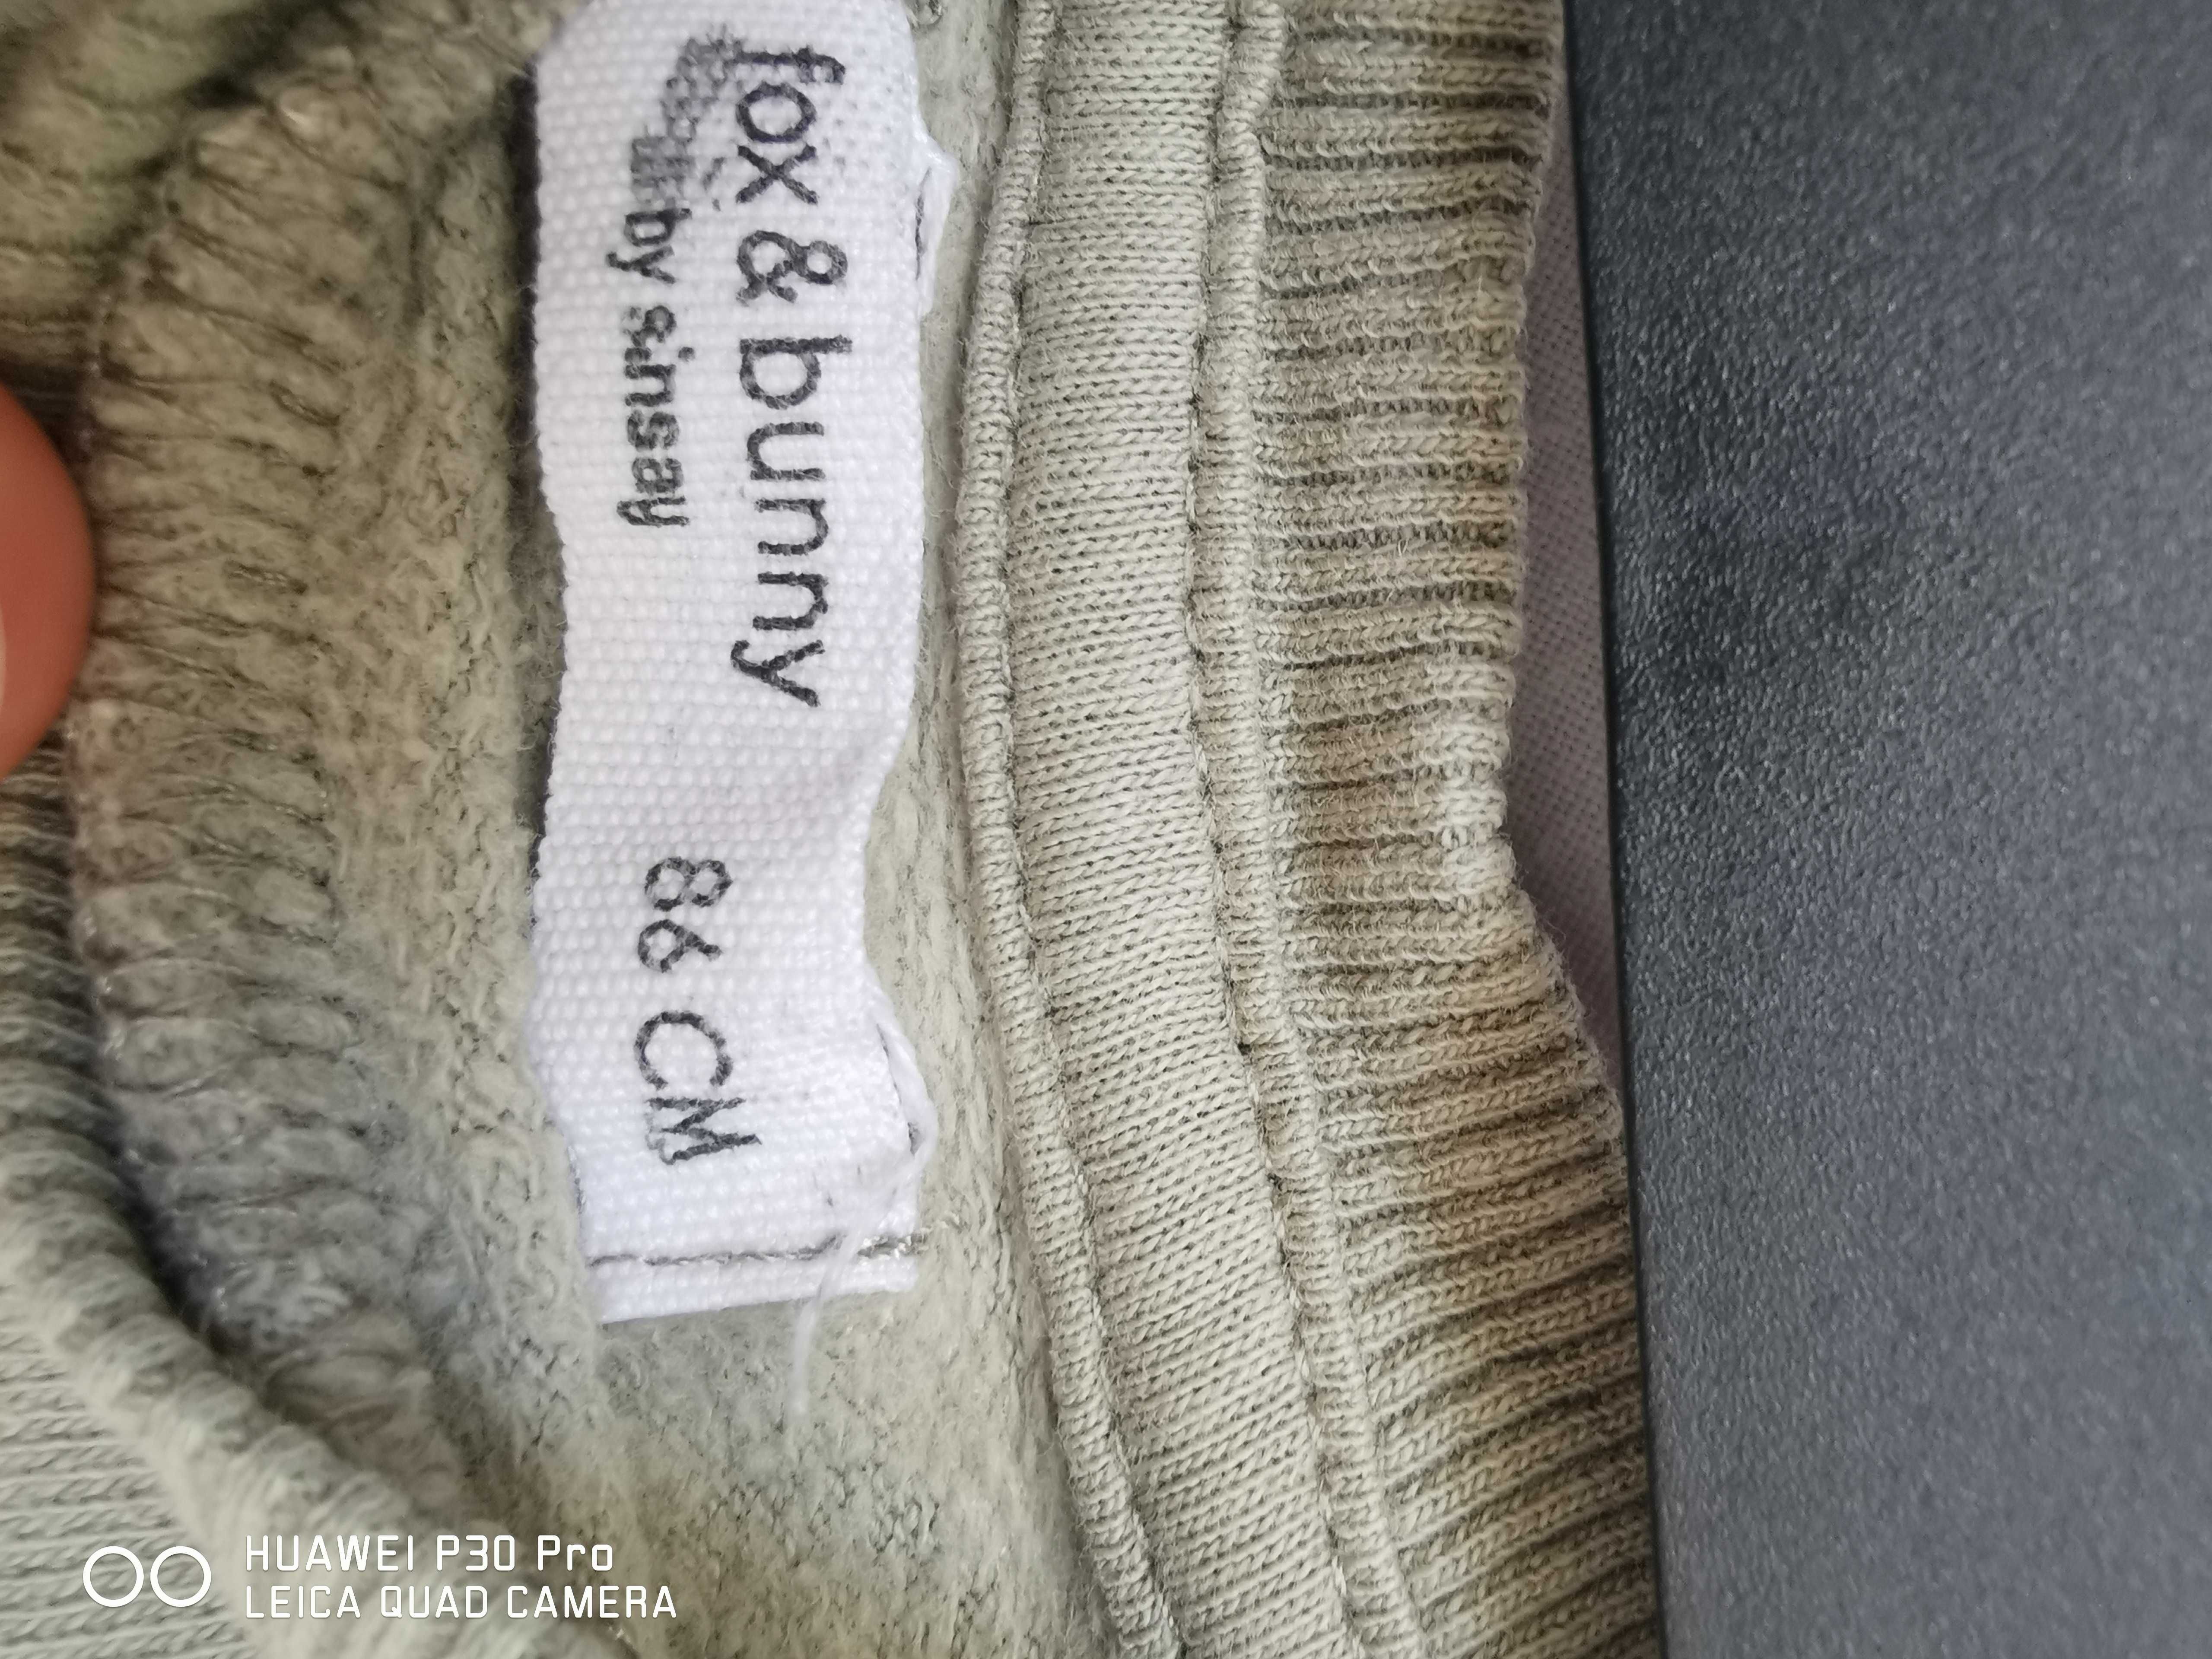 fox & bunny
by sinsay
86 CM
HUAWEI P30 Pro
LEICA QUAD CAMERA